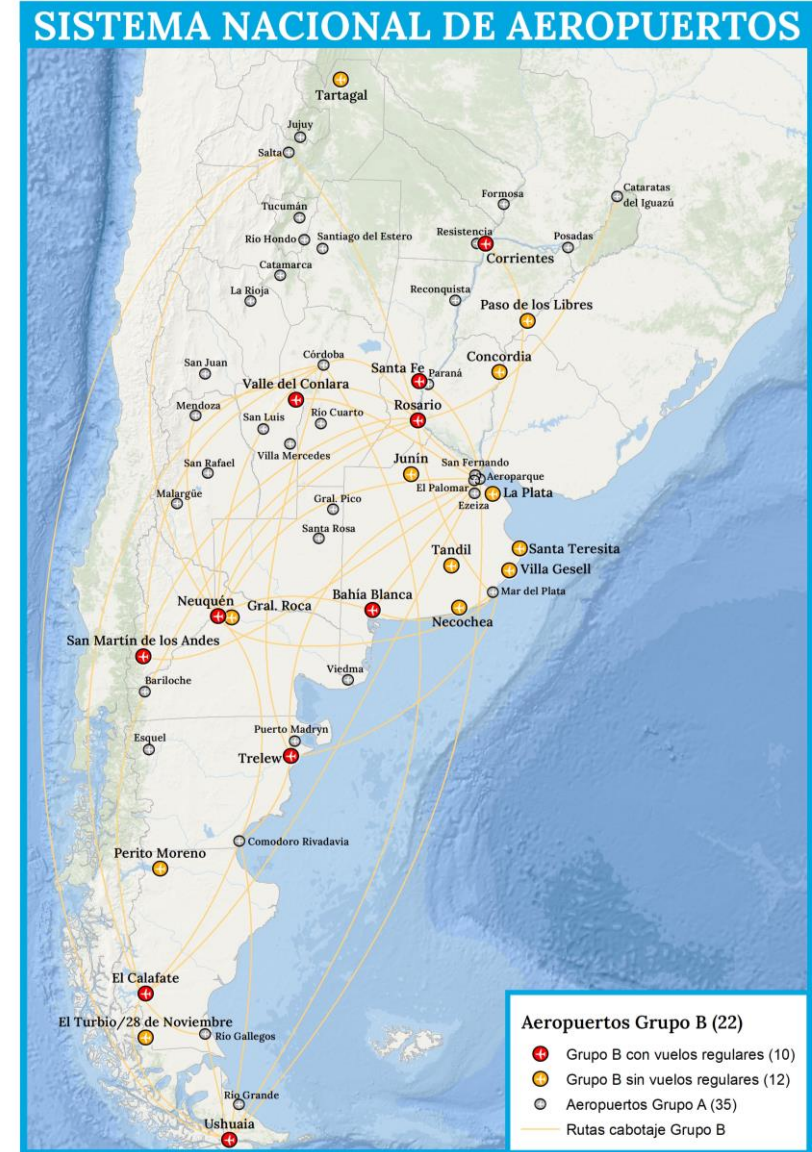 SISTEMA NACIONAL DE AEROPUERTOS
Tartagal
Jujuy
Salta
Tucumán
Rio Hondo
Santiago del Estero
Catamarca
La Rioja
Formosa
Cataratas
del Iguazú
Resistencia
Corrientes
Posadas
Reconquista
Paso de los Libres
Concordia
San Juan
Córdoba
Santa Fe
Paraná
Valle del Conlara
Mendoza
Rosario
San Luis
Río Cuarto
Villa Mercedes
Junín
San Fernando
Aeroparque
El Palomar
Ezeiza
La Plata
San Rafael
Malargüe
Gral. Pico
Santa Rosa
Tandil
Santa Teresita
Villa Gesell
Mar del Plata
Necochea
Neuquén
Gral. Roca
Bahía Blanca
San Martín de los Andes
Bariloche
Viedma
Esquel
Puerto Madryn
Trelew
Comodoro Rivadavia
Perito Moreno
El Calafate
El Turbio/28 de Noviembre
Río Gallegos
Río Grande
Ushuaia
Aeropuertos Grupo B (22)
Grupo B con vuelos regulares (10)
Grupo B sin vuelos regulares (12)
Aeropuertos Grupo A (35)
Rutas cabotaje Grupo B